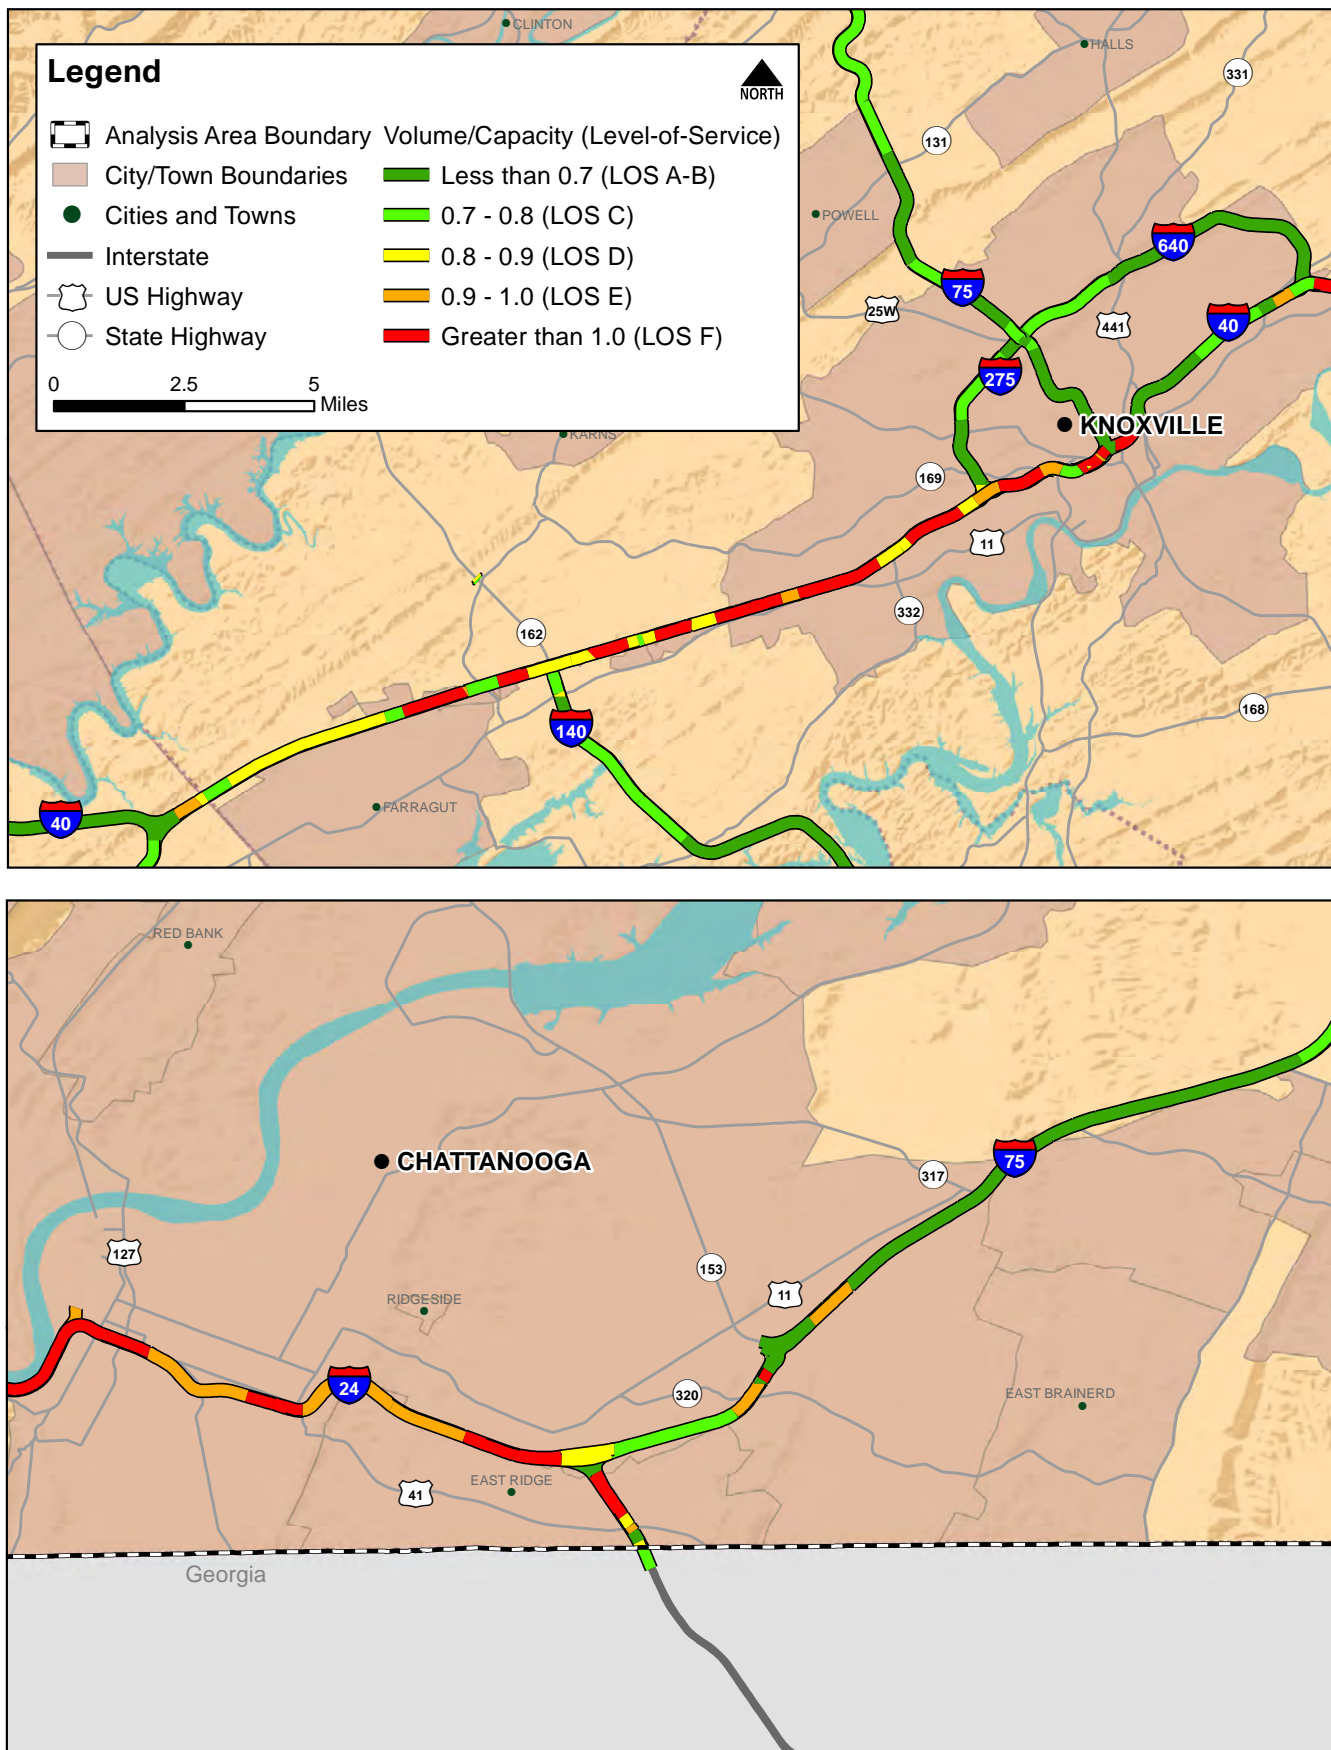 CLINTON
HALLS
331
131
POWELL
640
75
25W
441
40
275
KNOXVILLE
KARNS
169
11
332
162
168
140
FARRAGUT
40
Legend
NORTH
Analysis Area Boundary
City/Town Boundaries
Cities and Towns
Interstate
US Highway
State Highway
Volume/Capacity (Level-of-Service)
Less than 0.7 (LOS A-B)
0.7 - 0.8 (LOS C)
0.8 - 0.9 (LOS D)
0.9 - 1.0 (LOS E)
Greater than 1.0 (LOS F)
0 2.5 5
Miles
RED BANK
CHATTANOOGA
75
317
127
153
11
RIDGESIDE
24
320
EAST BRAINERD
EAST RIDGE
41
Georgia